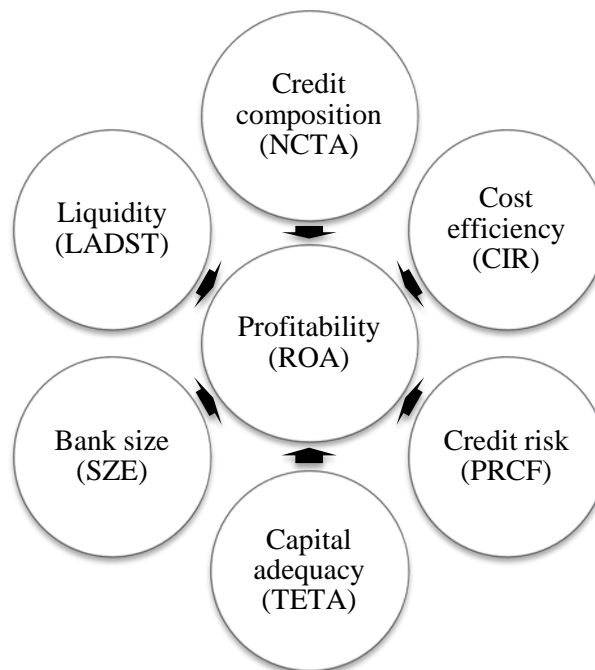 Credit
composition
(NCTA)
Liquidity
(LADST)
Cost
efficiency
(CIR)
Profitability
(ROA)
Bank size
(SZE)
Credit risk
(PRCF)
Capital
adequacy
(TETA)